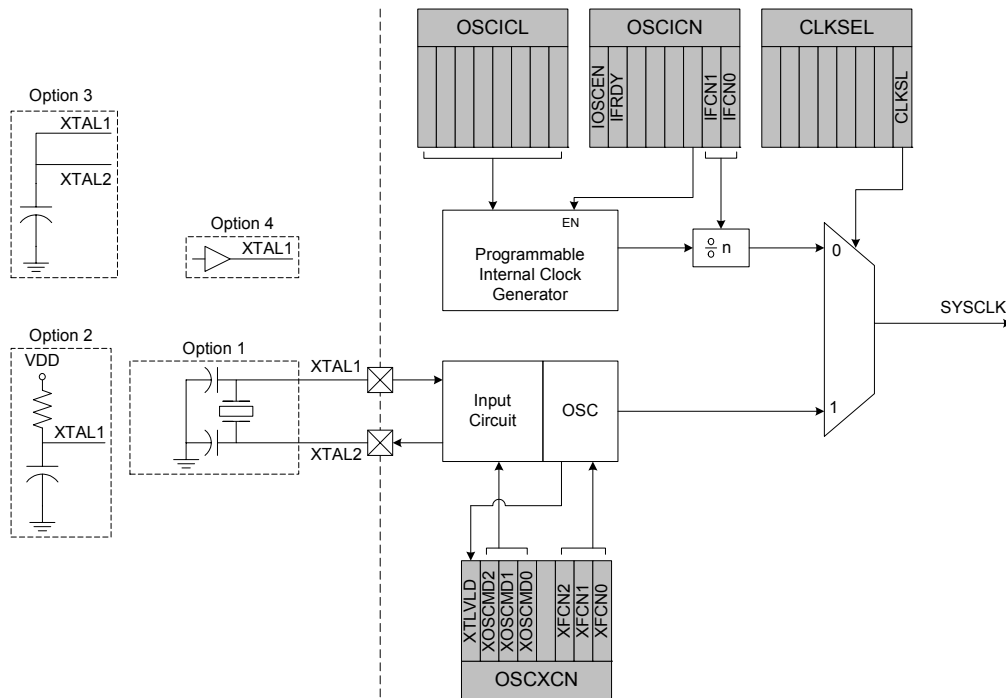 OSCICL
OSCICN
CLKSEL
IOSCEN
IFRDY
IFCN1
IFCN0
CLKSL
Option 3
XTAL1
XTAL2
Option 4
XTAL1
EN
Programmable
Internal Clock
Generator
n
0
SYSCLK
Option 2
VDD
XTAL1
Option 1
XTAL1
XTAL2
Input
Circuit
OSC
1
XTLVLD
XOSCMD2
XOSCMD1
XOSCMD0
XFCN2
XFCN1
XFCN0
OSCXCN